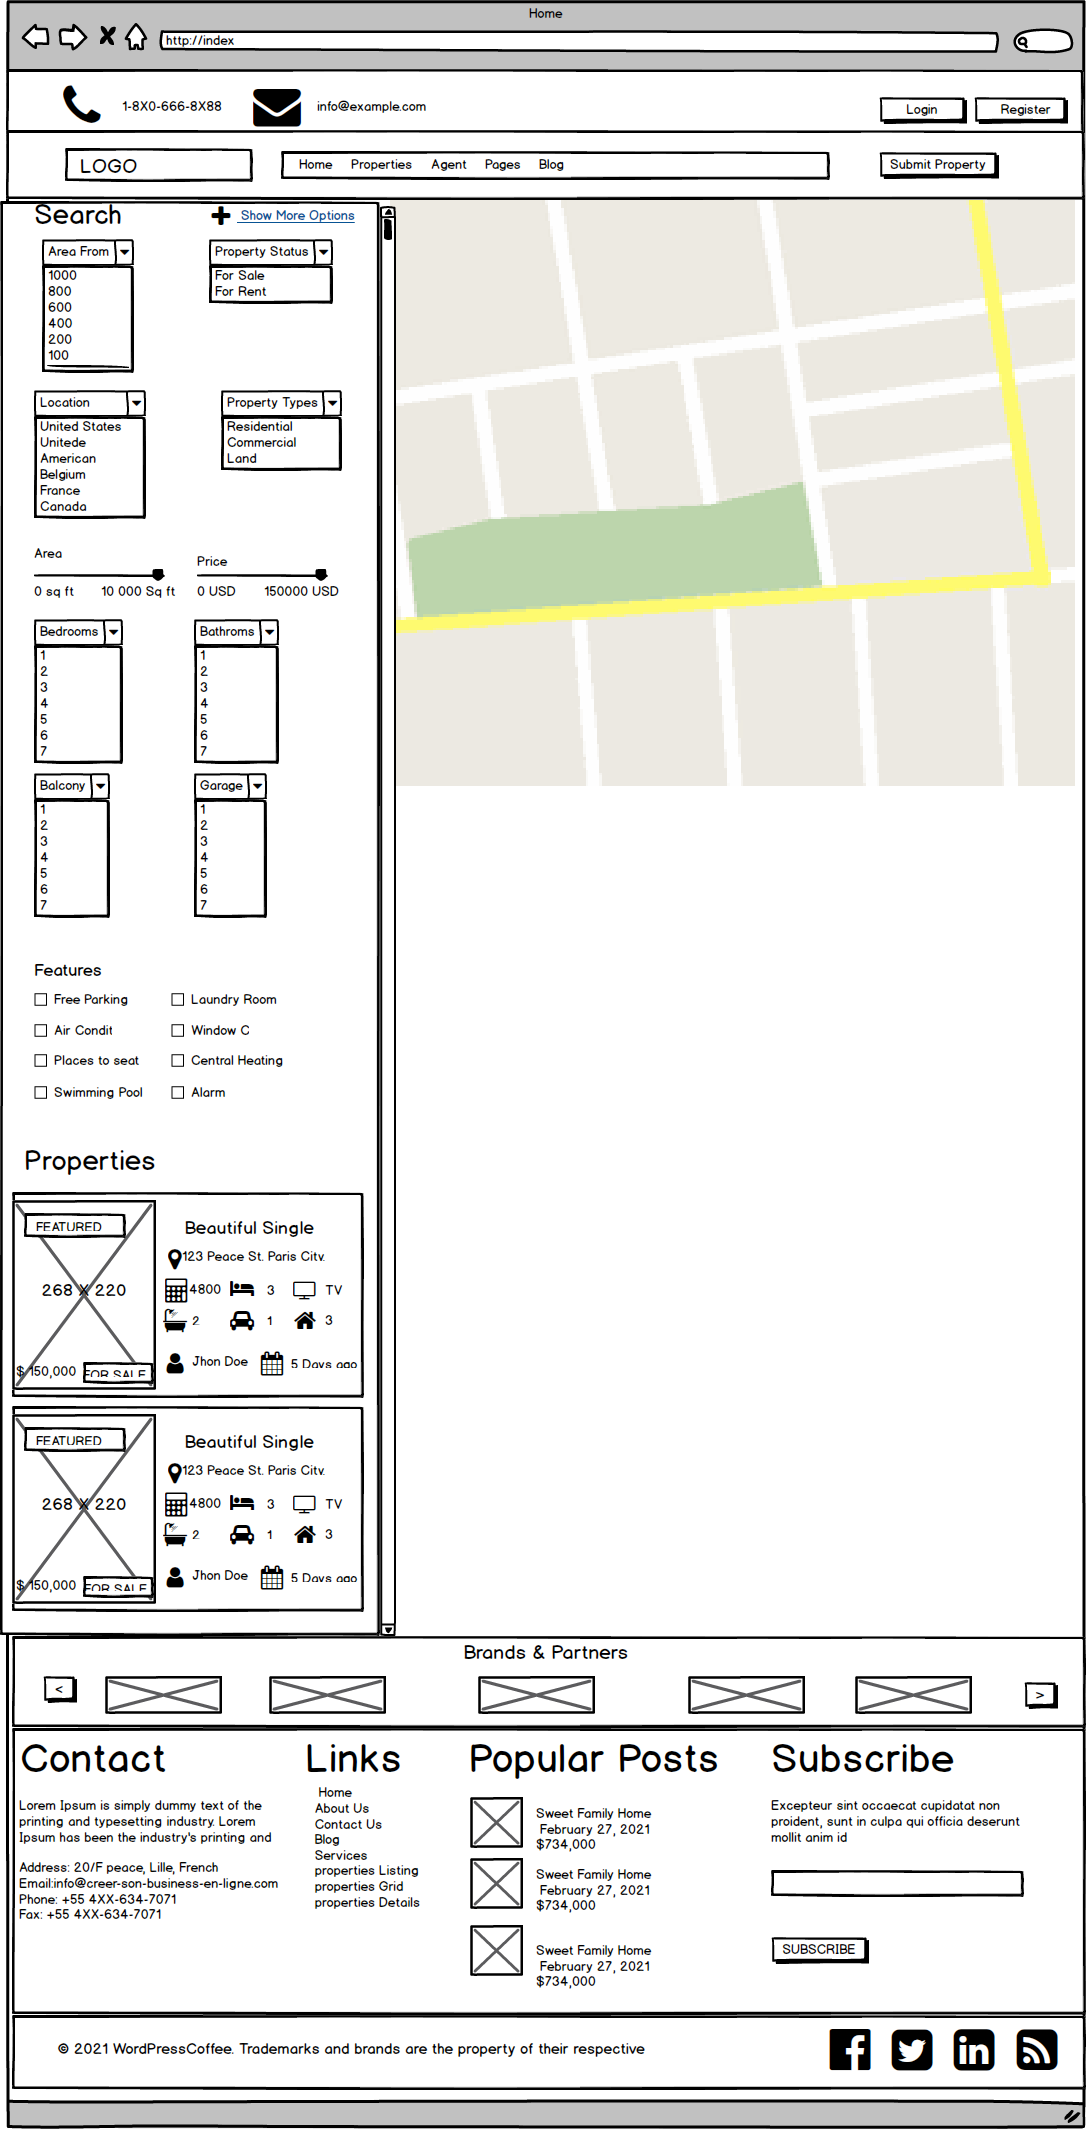 Home
http://index
1-8X0-666-8X88
info@example.com
Login
Register
LOGO
Home Properties Agent Pages Blog
Submit Property
Search
Show More Options
Area From
1000
800
600
400
200
100
Property Status
For Sale
For Rent
Location
United States
Unitede
American
Belgium
France
Canada
Property Types
Residential
Commercial
Land
Area
0 sq ft 10 000 Sq ft
Price
0 USD 150000 USD
Bedrooms
1
2
3
4
5
6
7
Bathroms
1
2
3
4
5
6
7
Balcony
1
2
3
4
5
6
7
Garage
1
2
3
4
5
6
7
Features
Free Parking
Laundry Room
Air Condit
Window C
Places to seat
Central Heating
Swimming Pool
Alarm
Properties
FEATURED
268 X 220
$ 150,000
FOR SALE
Beautiful Single
123 Peace St. Paris City.
4800 3 TV
2 1 3
Jhon Doe 5 Days ago
FEATURED
268 X 220
$ 150,000
FOR SALE
Beautiful Single
123 Peace St. Paris City.
4800 3 TV
2 1 3
Jhon Doe 5 Days ago
Brands & Partners
<
>
Contact
Lorem Ipsum is simply dummy text of the
printing and typesetting industry. Lorem
Ipsum has been the industry's printing and
Address: 20/F peace, Lille, French
Email:info@creer-son-business-en-ligne.com
Phone: +55 4XX-634-7071
Fax: +55 4XX-634-7071
Links
Home
About Us
Contact Us
Blog
Services
properties Listing
properties Grid
properties Details
Popular Posts
Sweet Family Home
February 27, 2021
$734,000
Sweet Family Home
February 27, 2021
$734,000
Sweet Family Home
February 27, 2021
$734,000
Subscribe
Excepteur sint occaecat cupidatat non
proident, sunt in culpa qui officia deserunt
mollit anim id
SUBSCRIBE
© 2021 WordPressCoffee. Trademarks and brands are the property of their respective